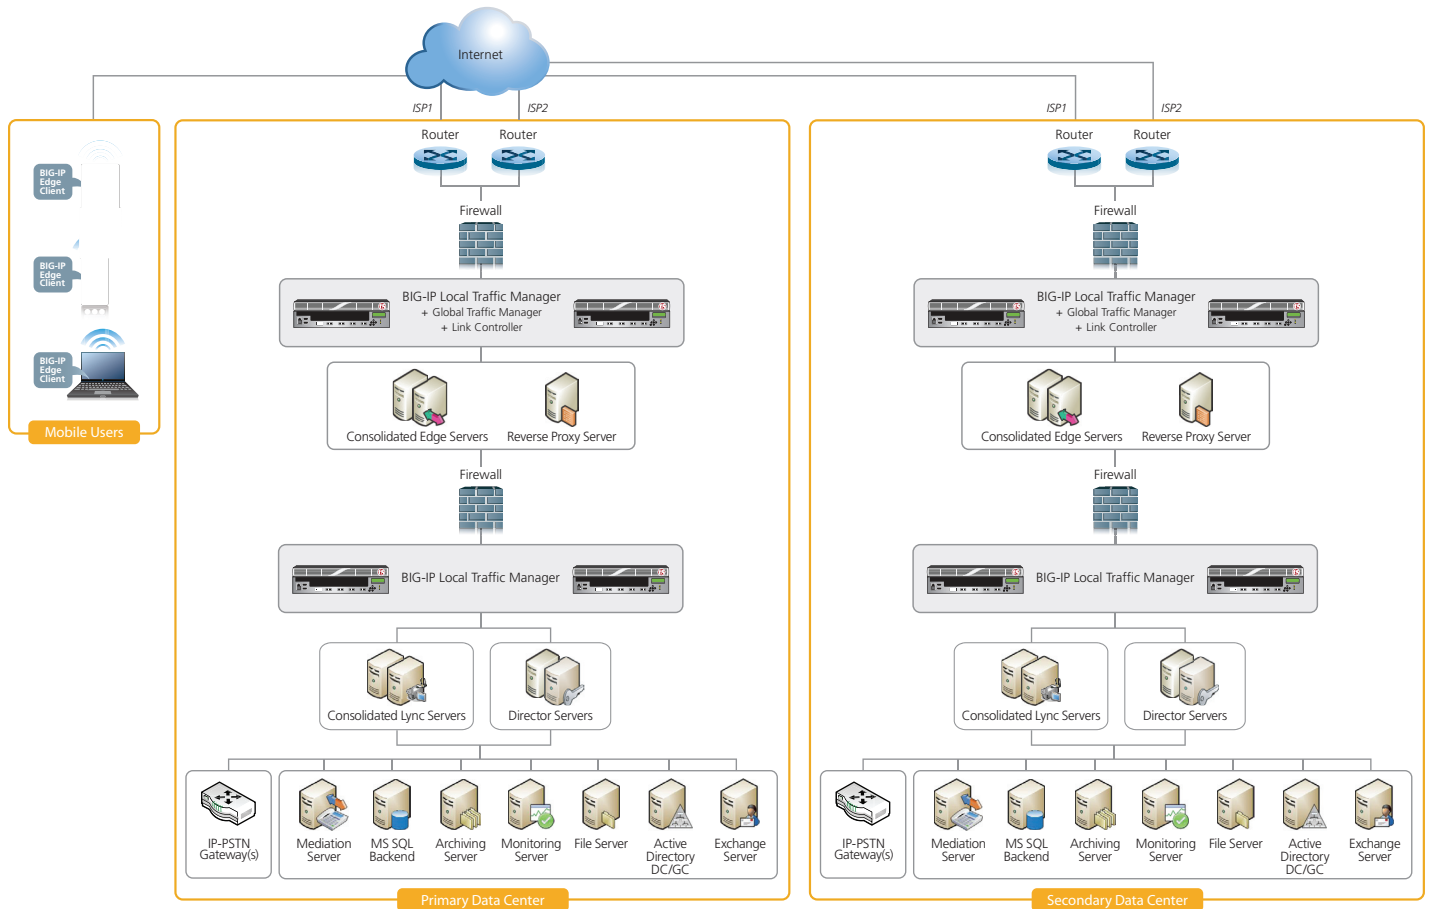 Internet
ISP1
ISP2
ISP1
ISP2
BIG-IP
Edge
Client
BIG-IP
Edge
Client
BIG-IP
Edge
Client
Mobile Users
Router
Router
Firewall
BIG-IP Local Traffic Manager
+ Global Traffic Manager
+ Link Controller
Consolidated Edge Servers
Reverse Proxy Server
Firewall
BIG-IP Local Traffic Manager
Consolidated Lync Servers
Director Servers
IP-PSTN
Gateway(s)
Mediation
Server
MS SQL
Backend
Archiving
Server
Monitoring
Server
File Server
Active
Directory
DC/GC
Exchange
Server
Primary Data Center
Router
Router
Firewall
BIG-IP Local Traffic Manager
+ Global Traffic Manager
+ Link Controller
Consolidated Edge Servers
Reverse Proxy Server
Firewall
BIG-IP Local Traffic Manager
Consolidated Lync Servers
Director Servers
IP-PSTN
Gateway(s)
Mediation
Server
MS SQL
Backend
Archiving
Server
Monitoring
Server
File Server
Active
Directory
DC/GC
Exchange
Server
Secondary Data Center